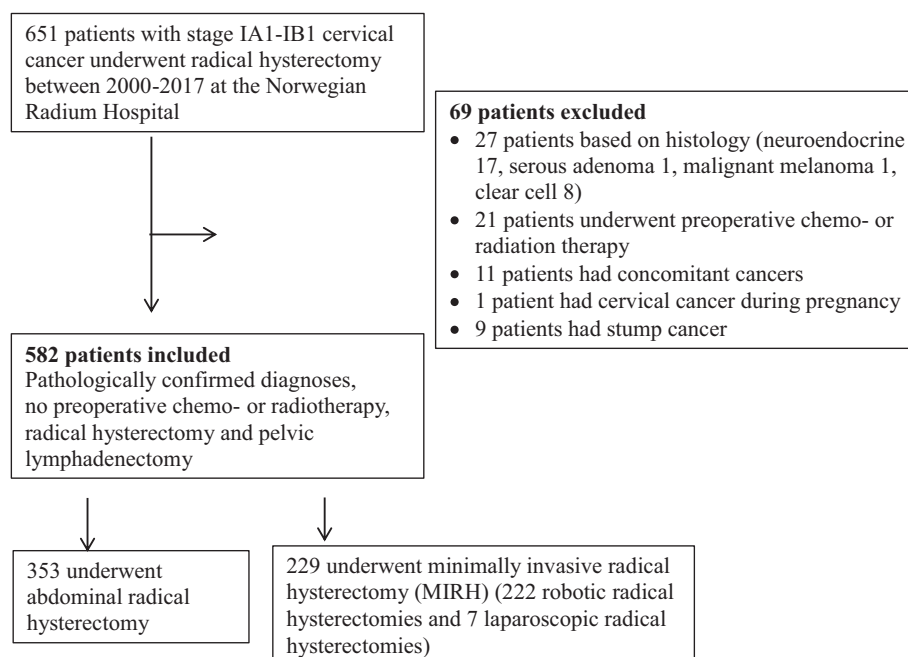 651 patients with stage IA1-IB1 cervical
cancer underwent radical hysterectomy
between 2000-2017 at the Norwegian
Radium Hospital
69 patients excluded
• 27 patients based on histology (neuroendocrine
17, serous adenoma 1, malignant melanoma 1,
clear cell 8)
• 21 patients underwent preoperative chemo- or
radiation therapy
• 11 patients had concomitant cancers
• 1 patient had cervical cancer during pregnancy
• 9 patients had stump cancer
582 patients included
Pathologically confirmed diagnoses,
no preoperative chemo- or radiotherapy,
radical hysterectomy and pelvic
lymphadenectomy
353 underwent
abdominal radical
hysterectomy
229 underwent minimally invasive radical
hysterectomy (MIRH) (222 robotic radical
hysterectomies and 7 laparoscopic radical
hysterectomies)